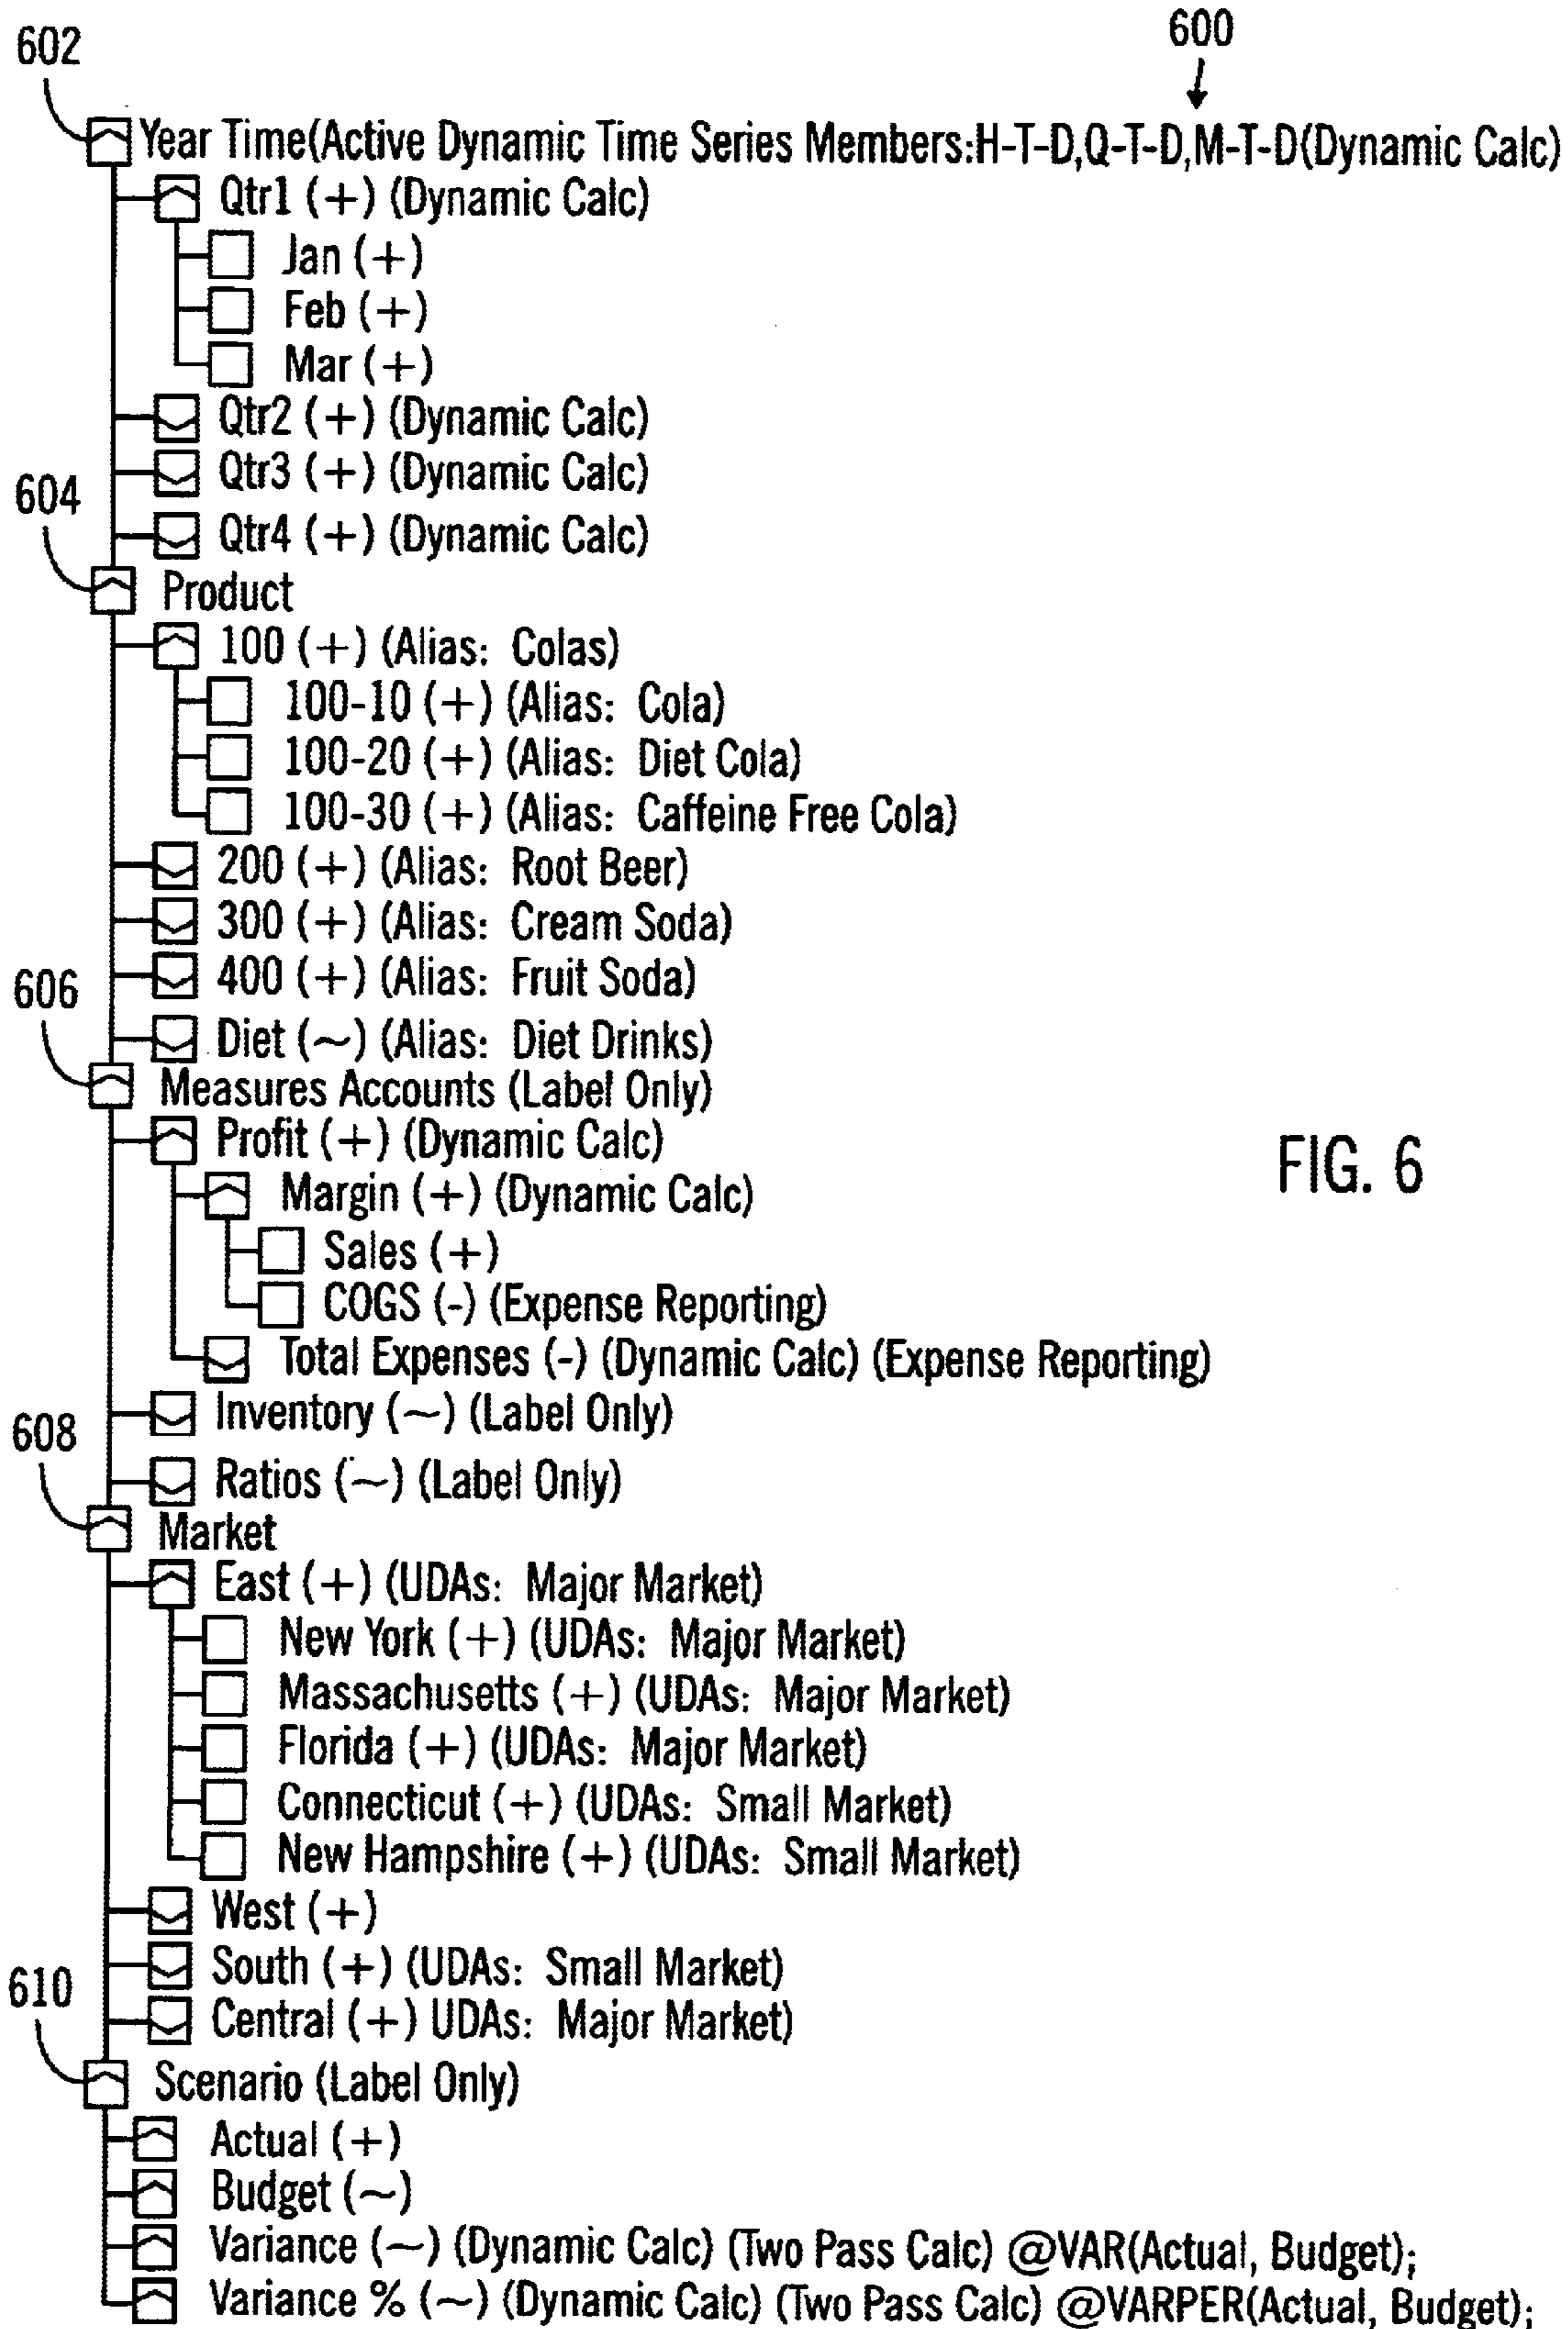 600
602
Year Time(Active Dynamic Time Series Members:H-T-D,Q-T-D,M-T-D(Dynamic Calc)
Qtr1 (+) (Dynamic Calc)
Jan (+)
Feb (+)
Mar (+)
Qtr2 (+) (Dynamic Calc)
Qtr3 (+) (Dynamic Calc)
604
Qtr4 (+) (Dynamic Calc)
Product
100 (+) (Alias: Colas)
100-10 (+) (Alias: Cola)
100-20 (+) (Alias: Diet Cola)
100-30 (+) (Alias: Caffeine Free Cola)
200 (+) (Alias: Root Beer)
300 (+) (Alias: Cream Soda)
400 (+) (Alias: Fruit Soda)
606
Diet (~) (Alias: Diet Drinks)
Measures Accounts (Label Only)
Profit (+) (Dynamic Calc)
FIG. 6
Margin (+) (Dynamic Calc)
Sales (+)
COGS (-) (Expense Reporting)
Total Expenses (-) (Dynamic Calc) (Expense Reporting)
Inventory (~) (Label Only)
608
Ratios (~) (Label Only)
Market
East (+) (UDAs: Major Market)
New York (+) (UDAs: Major Market)
Massachusetts (+) (UDAs: Major Market)
Florida (+) (UDAs: Major Market)
Connecticut (+) (UDAs: Small Market)
New Hampshire (+) (UDAs: Small Market)
West (+)
South (+) (UDAs: Small Market)
610
Central (+) UDAs: Major Market)
Scenario (Label Only)
Actual (+)
Budget (~)
Variance (~) (Dynamic Calc) (Two Pass Calc) @VAR(Actual, Budget);
Variance % (~) (Dynamic Calc) (Two Pass Calc) @VARPER(Actual, Budget);